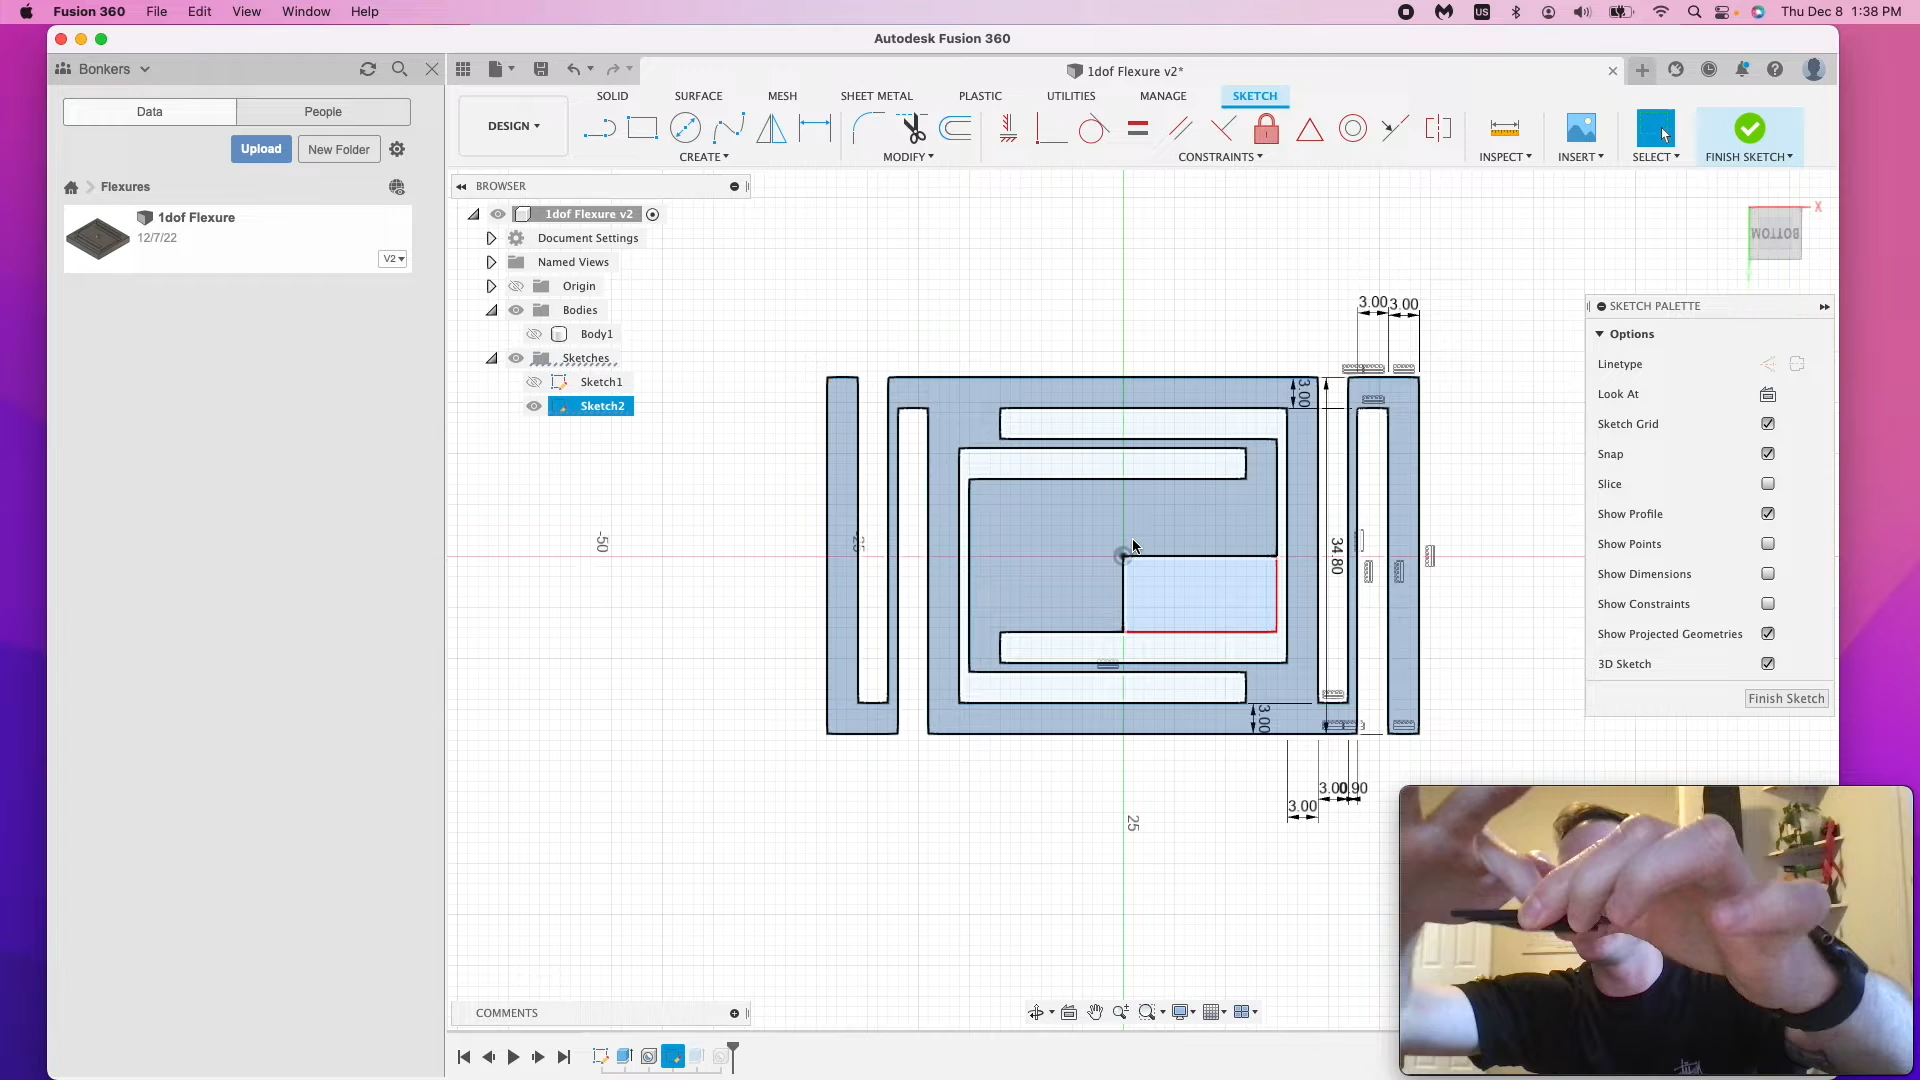 Fusion 360 File Edit View Window Help
US Thu Dec 8 1:38 PM
Autodesk Fusion 360
Bonkers
1dof Flexure v2*
Data People
SOLID SURFACE MESH SHEET METAL PLASTIC UTILITIES MANAGE SKETCH
DESIGN
Upload New Folder
CREATE MODIFY CONSTRAINTS INSPECT INSERT SELECT FINISH SKETCH
Flexures
BROWSER
1dof Flexure
12/7/22
V2
1dof Flexure v2
Document Settings
Named Views
Origin
Bodies
Body1
Sketches
Sketch1
Sketch2
X
BOTTOM
3.00 3.00
3.00
34.80
-50
-25
3.00
3.00 0.90
3.00
25
SKETCH PALETTE
Options
Linetype
Look At
Sketch Grid
Snap
Slice
Show Profile
Show Points
Show Dimensions
Show Constraints
Show Projected Geometries
3D Sketch
Finish Sketch
COMMENTS